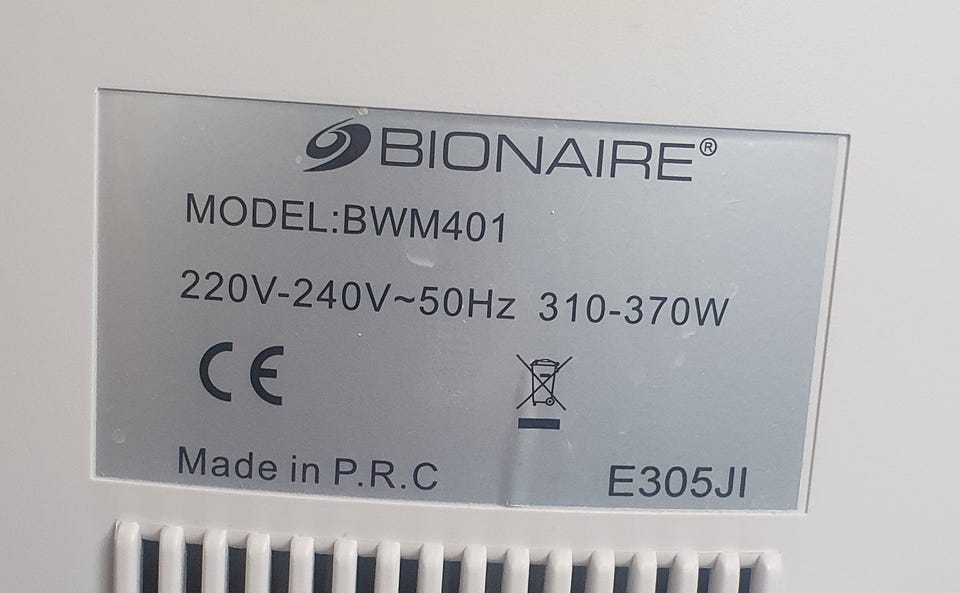 BIONAIRE®
MODEL:BWM401
220V-240V~50Hz 310-370W
CE
Made in P.R.C E305JI